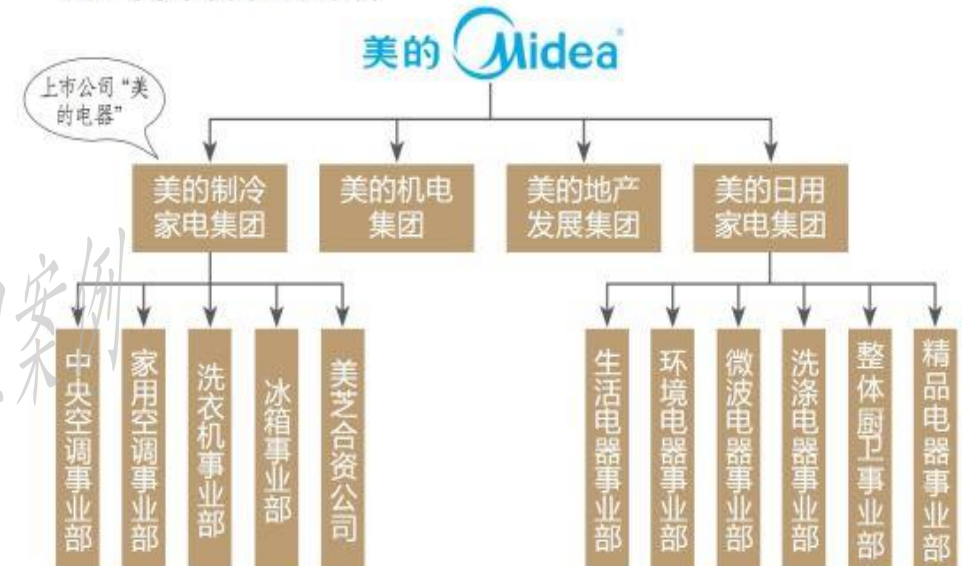 美的 Midea
上市公司“美
的电器”
美的制冷
家电集团
美的机电
集团
美的地产
发展集团
美的日用
家电集团
中央空调事业部
家用空调事业部
洗衣机事业部
冰箱事业部
美芝合资公司
生活电器事业部
环境电器事业部
微波电器事业部
洗涤电器事业部
整体厨卫事业部
精品电器事业部
案例